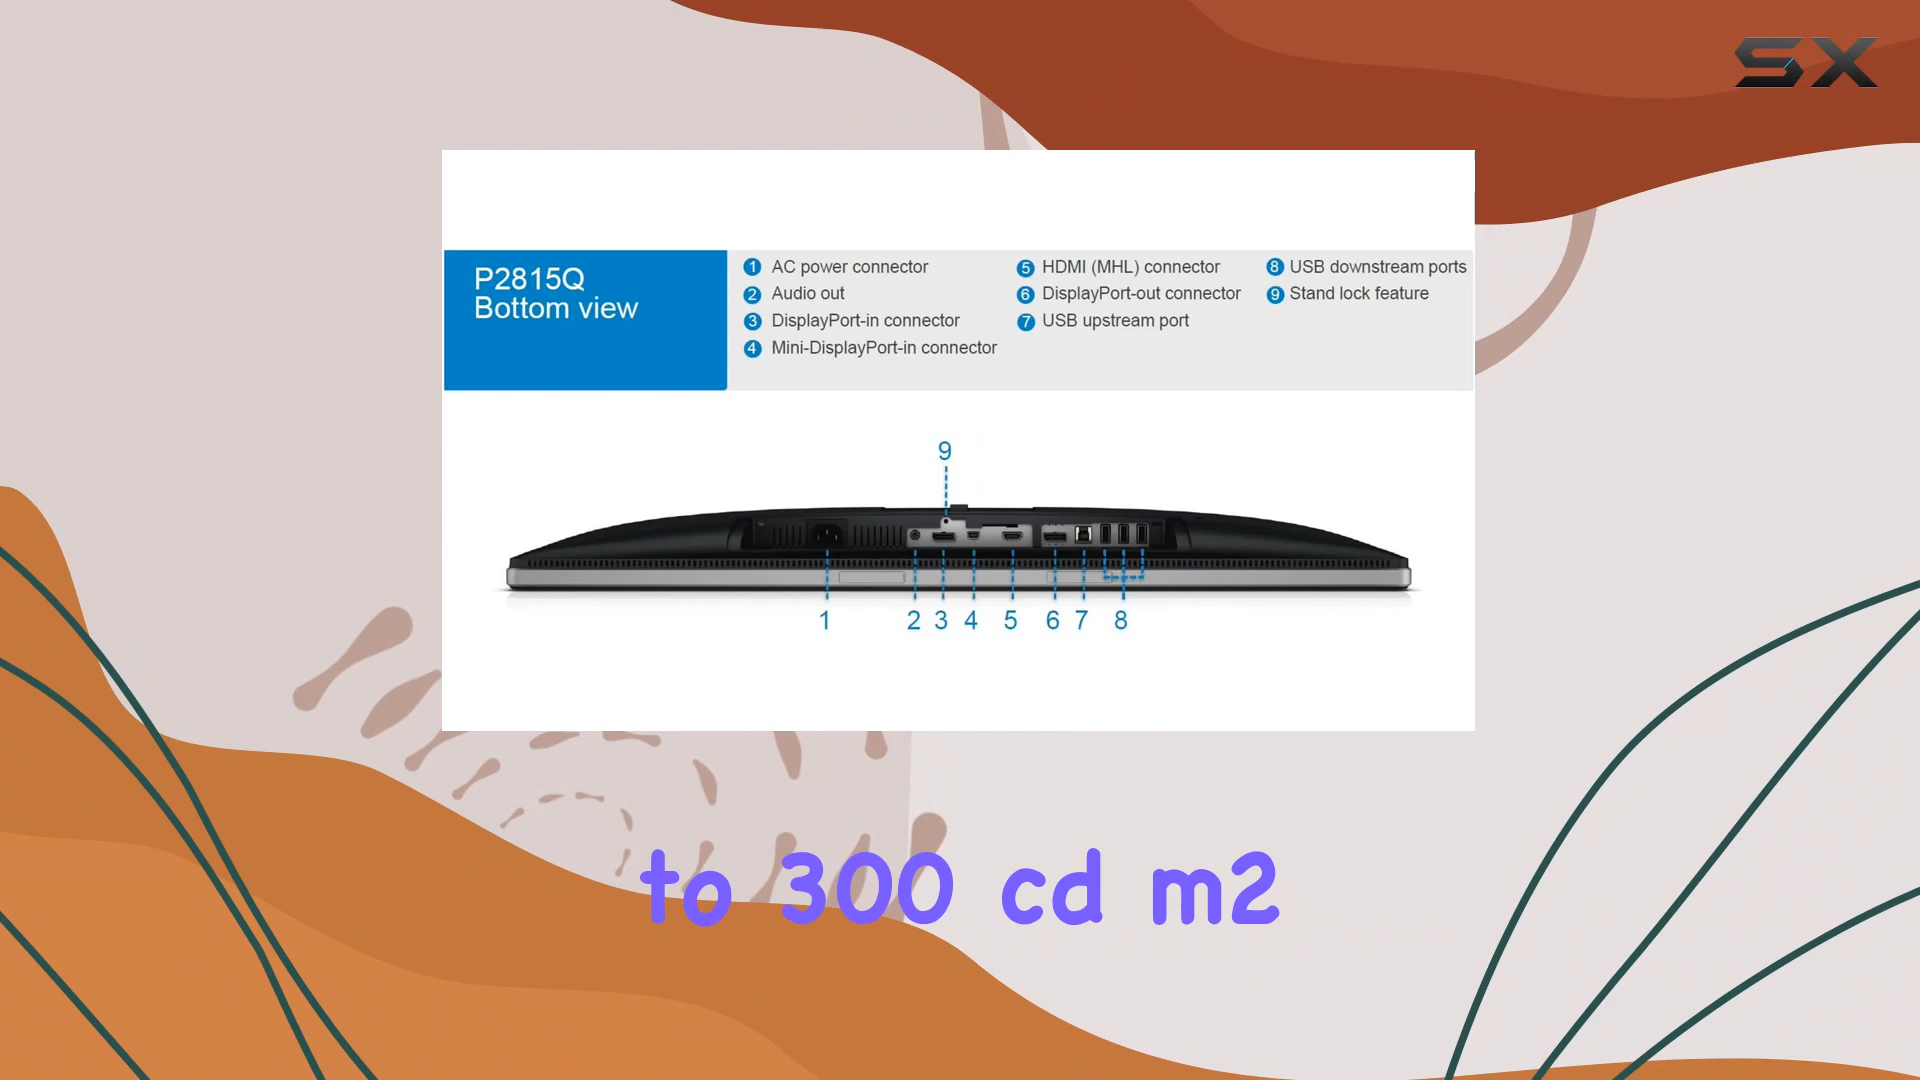 SX
P2815Q
Bottom view
1 AC power connector
2 Audio out
3 DisplayPort-in connector
4 Mini-DisplayPort-in connector
5 HDMI (MHL) connector
6 DisplayPort-out connector
7 USB upstream port
8 USB downstream ports
9 Stand lock feature
9
1 2 3 4 5 6 7 8
to 300 cd m2